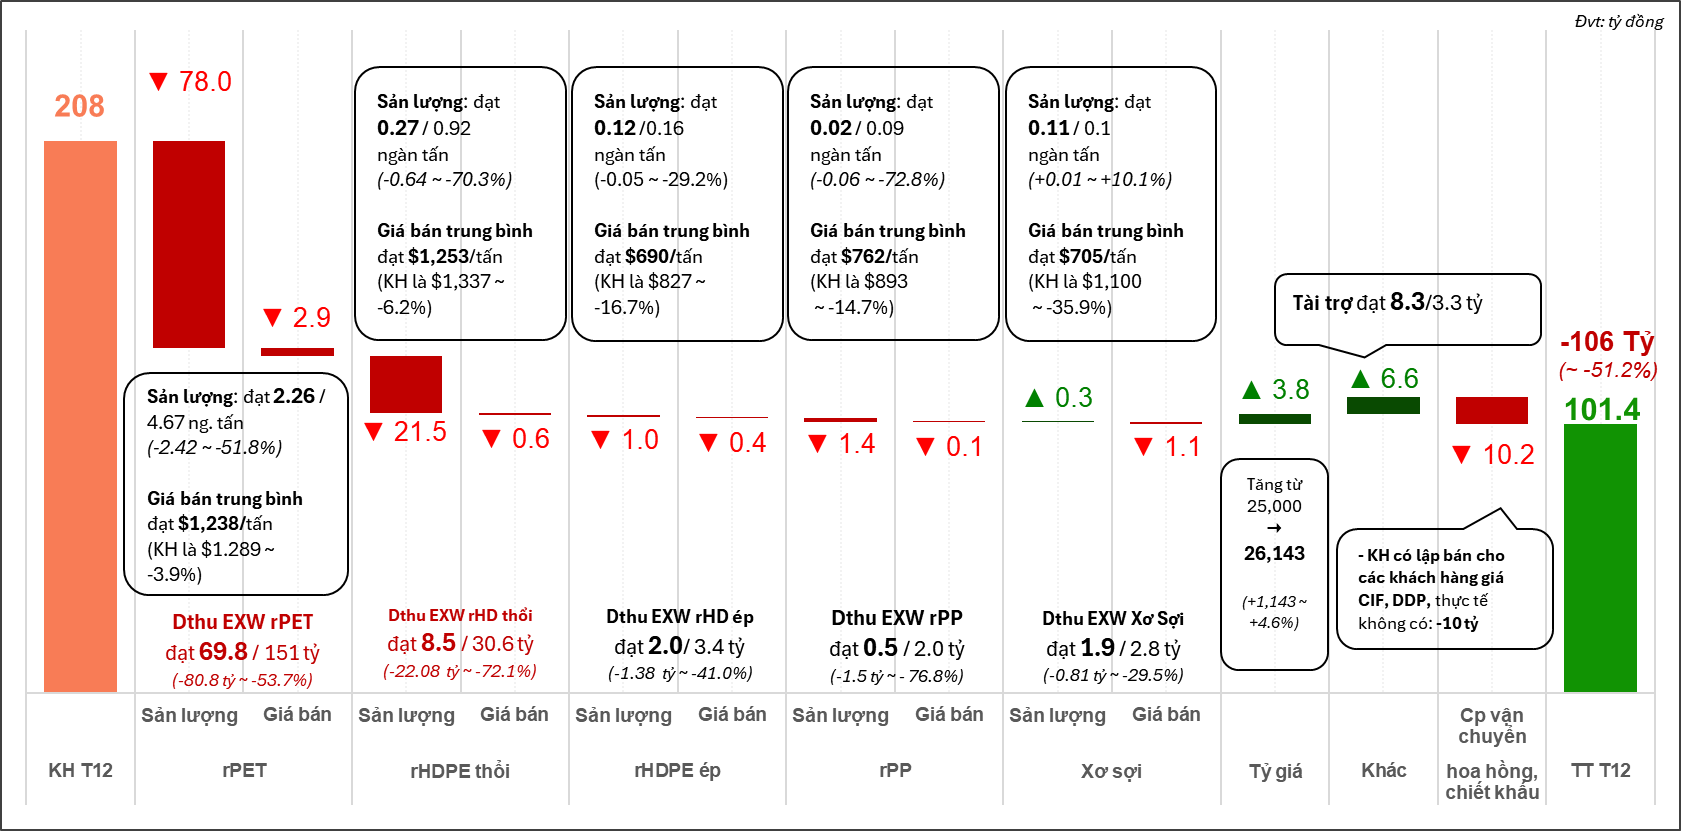 Đvt: tỷ đồng
208
▼ 78.0
▼ 2.9
Sản lượng: đạt 2.26 /
4.67 ng. tấn
(-2.42 ~ -51.8%)
Giá bán trung bình
đạt $1,238/tấn
(KH là $1.289 ~
-3.9%)
Dthu EXW rPET
đạt 69.8 / 151 tỷ
(-80.8 tỷ ~ -53.7%)
Sản lượng: đạt
0.27 / 0.92
ngàn tấn
(-0.64 ~ -70.3%)
Giá bán trung bình
đạt $1,253/tấn
(KH là $1,337 ~
-6.2%)
▼ 21.5
▼ 0.6
Dthu EXW rHD thổi
đạt 8.5 / 30.6 tỷ
(-22.08 tỷ ~ -72.1%)
Sản lượng: đạt
0.12 /0.16
ngàn tấn
(-0.05 ~ -29.2%)
Giá bán trung bình
đạt $690/tấn
(KH là $827 ~
-16.7%)
▼ 1.0
▼ 0.4
Dthu EXW rHD ép
đạt 2.0/ 3.4 tỷ
(-1.38 tỷ ~ -41.0%)
Sản lượng: đạt
0.02 / 0.09
ngàn tấn
(-0.06 ~ -72.8%)
Giá bán trung bình
đạt $762/tấn
(KH là $893
~ -14.7%)
▼ 1.4
▼ 0.1
Dthu EXW rPP
đạt 0.5 / 2.0 tỷ
(-1.5 tỷ ~ - 76.8%)
Sản lượng: đạt
0.11 / 0.1
ngàn tấn
(+0.01 ~ +10.1%)
Giá bán trung bình
đạt $705/tấn
(KH là $1,100
~ -35.9%)
▲ 0.3
▼ 1.1
Dthu EXW Xơ Sợi
đạt 1.9 / 2.8 tỷ
(-0.81 tỷ ~ -29.5%)
▲ 3.8
Tăng từ
25,000
→
26,143
(+1,143 ~
+4.6%)
Tài trợ đạt 8.3/3.3 tỷ
▲ 6.6
▼ 10.2
- KH có lập bán cho
các khách hàng giá
CIF, DDP, thực tế
không có: -10 tỷ
-106 Tỷ
(~ -51.2%)
101.4
Sản lượng Giá bán Sản lượng Giá bán Sản lượng Giá bán Sản lượng Giá bán Sản lượng Giá bán
Cp vận
chuyển
KH T12 rPET rHDPE thổi rHDPE ép rPP Xơ sợi Tỷ giá Khác
hoa hồng,
chiết khấu
TT T12